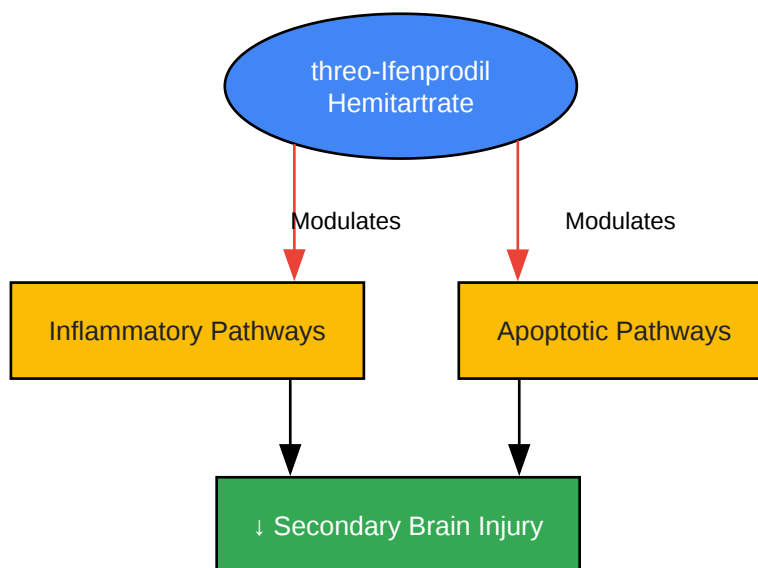 threo-Ifenprodil
Hemitartrate
Modulates
Modulates
Inflammatory Pathways
Apoptotic Pathways
↓ Secondary Brain Injury